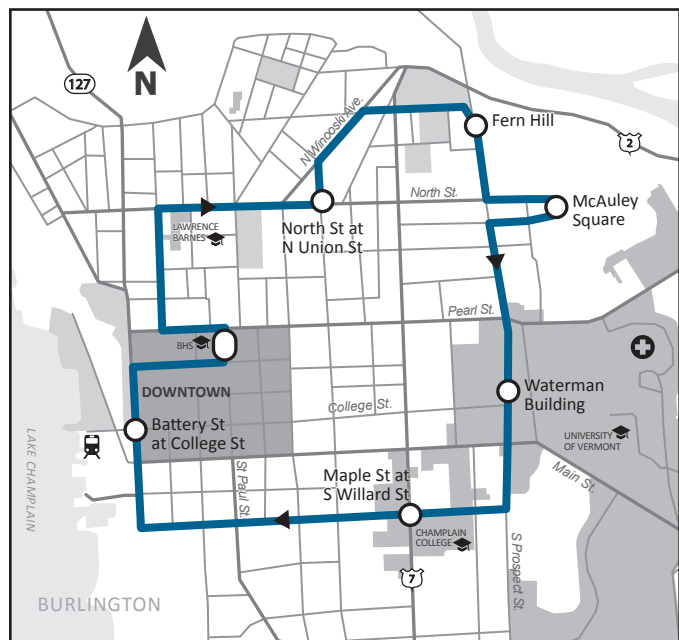 127
N
N Winooski Ave.
Fern Hill
2
North St.
McAuley
Square
LAWRENCE
BARNES
North St at
N Union St
Pearl St.
BHS
DOWNTOWN
Waterman
Building
College St.
Battery St
at College St
UNIVERSITY
OF VERMONT
LAKE CHAMPLAIN
St Paul St.
Maple St at
S Willard St
Main St.
CHAMPLAIN
COLLEGE
S Prospect St.
7
BURLINGTON